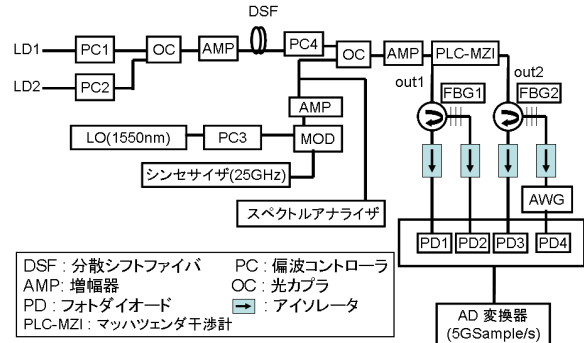 DSF
LD1
PC1
OC
AMP
PC4
OC
AMP
PLC-MZI
LD2
PC2
out1
out2
FBG1
FBG2
AMP
LO(1550nm)
PC3
MOD
シンセサイザ(25GHz)
スペクトルアナライザ
AWG
PD1
PD2
PD3
PD4
DSF : 分散シフトファイバ
PC : 偏波コントローラ
AMP: 増幅器
OC : 光カプラ
PD : フォトダイオード
: アイソレータ
PLC-MZI : マッハツェンダ干渉計
AD 変換器
(5GSample/s)